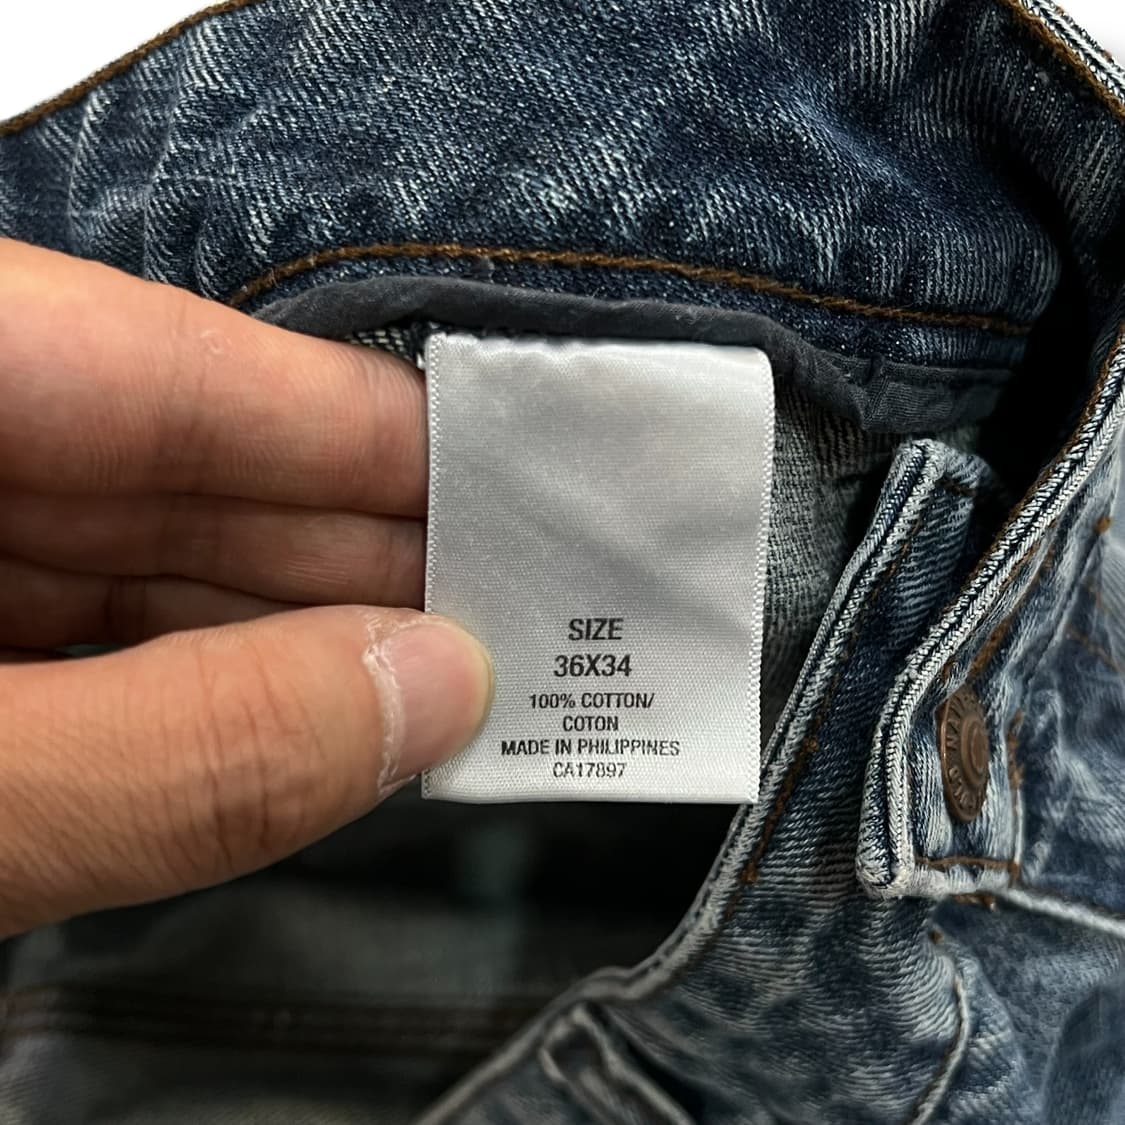 SIZE
36X34
100% COTTON/
COTON
MADE IN PHILIPPINES
CA17897